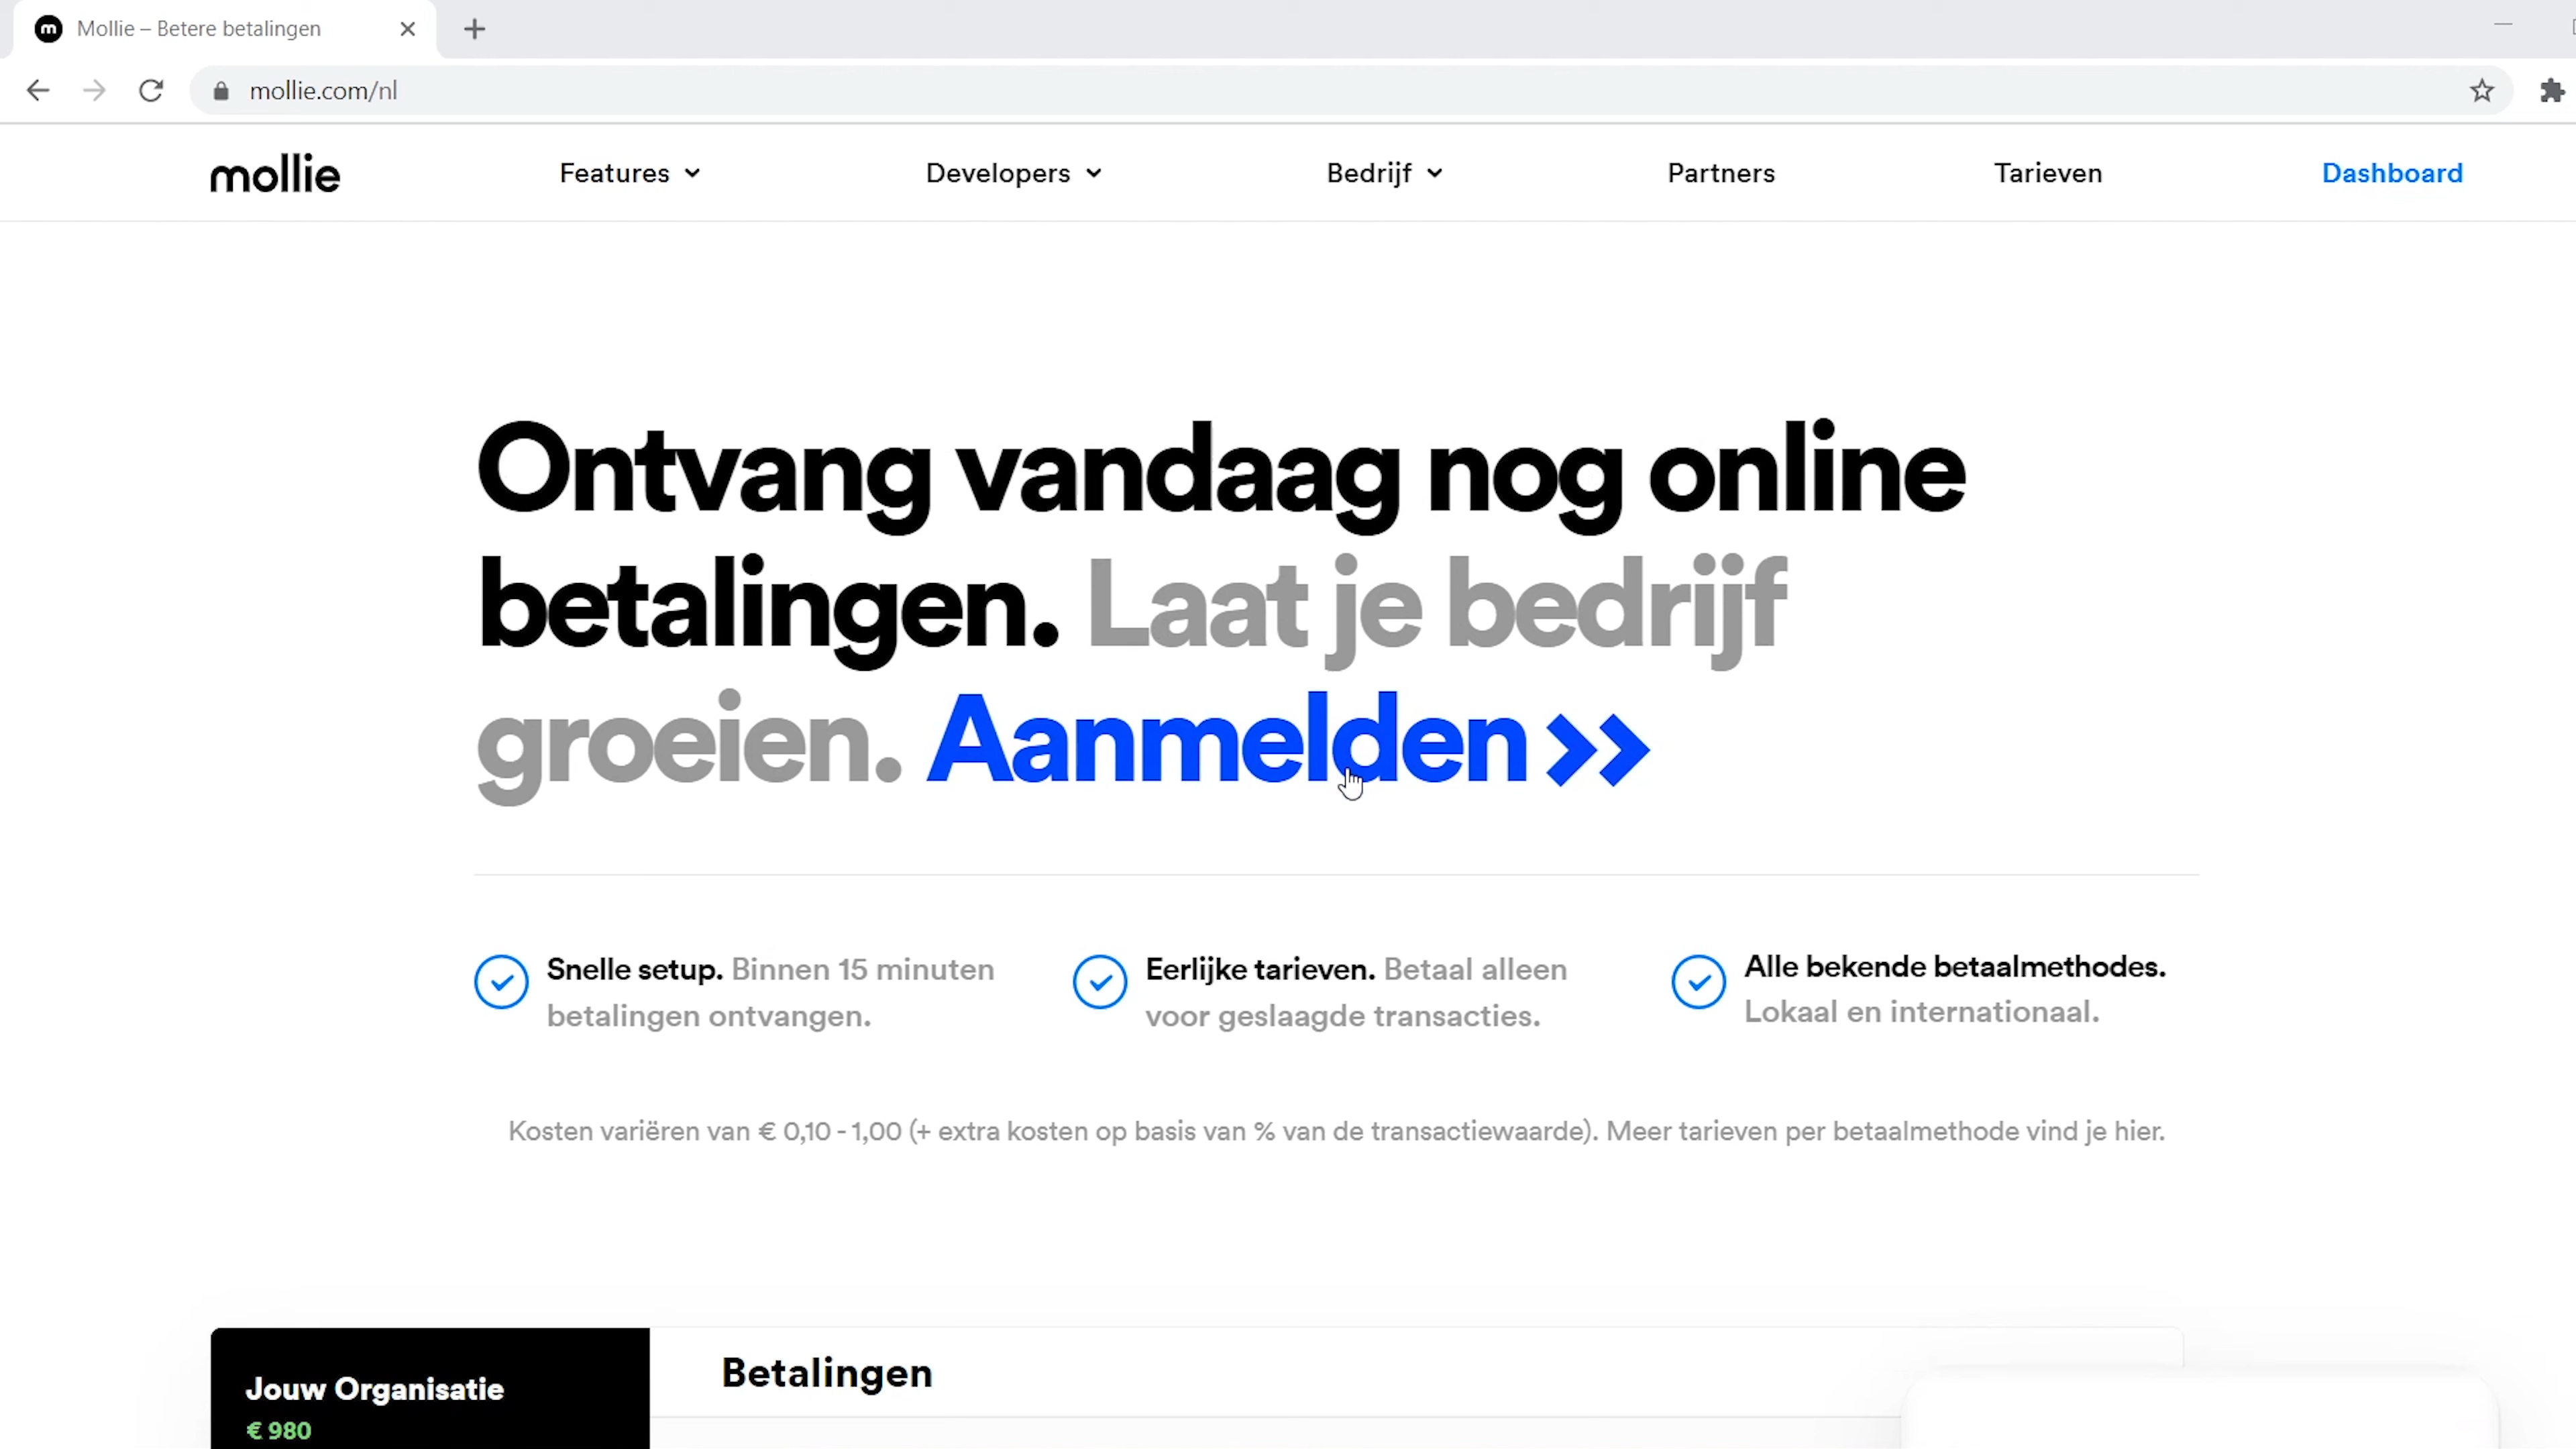 Mollie – Betere betalingen
mollie.com/nl
mollie
Features
Developers
Bedrijf
Partners
Tarieven
Dashboard
Ontvang vandaag nog online
betalingen. Laat je bedrijf
groeien. Aanmelden
Snelle setup. Binnen 15 minuten
betalingen ontvangen.
Eerlijke tarieven. Betaal alleen
voor geslaagde transacties.
Alle bekende betaalmethodes.
Lokaal en internationaal.
Kosten variëren van € 0,10 - 1,00 (+ extra kosten op basis van % van de transactiewaarde). Meer tarieven per betaalmethode vind je hier.
Jouw Organisatie
€ 980
Betalingen